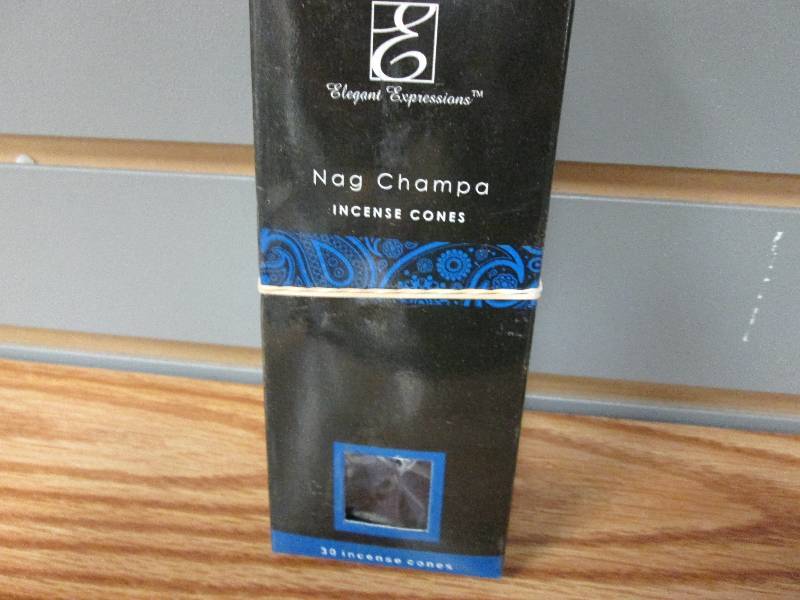 E
Elegant Expressions™
Nag Champa
INCENSE CONES
30 incense cones